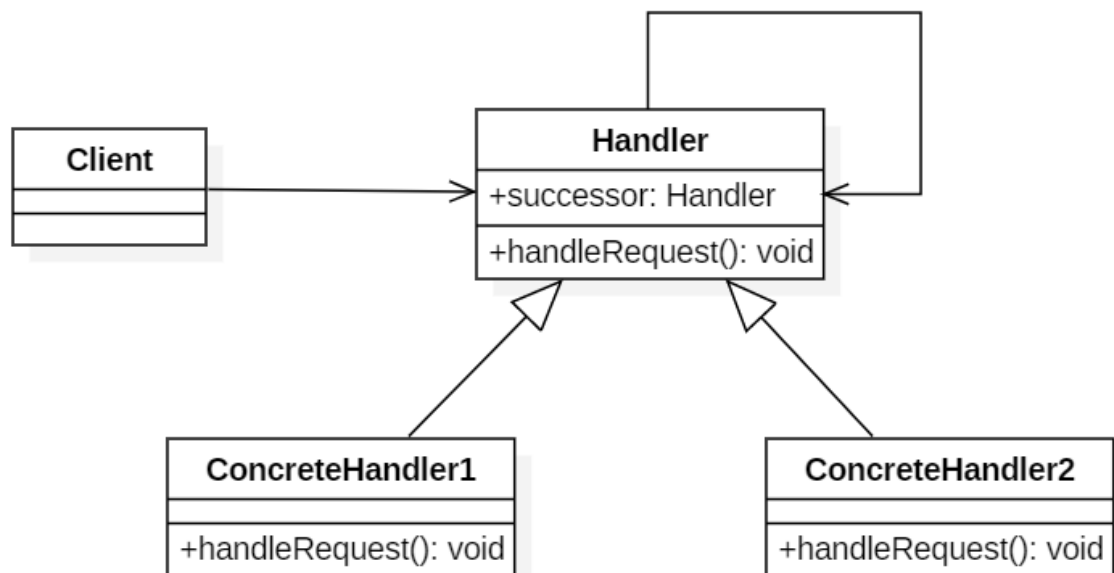 Client
Handler
+successor: Handler
+handleRequest(): void
ConcreteHandler1
+handleRequest(): void
ConcreteHandler2
+handleRequest(): void